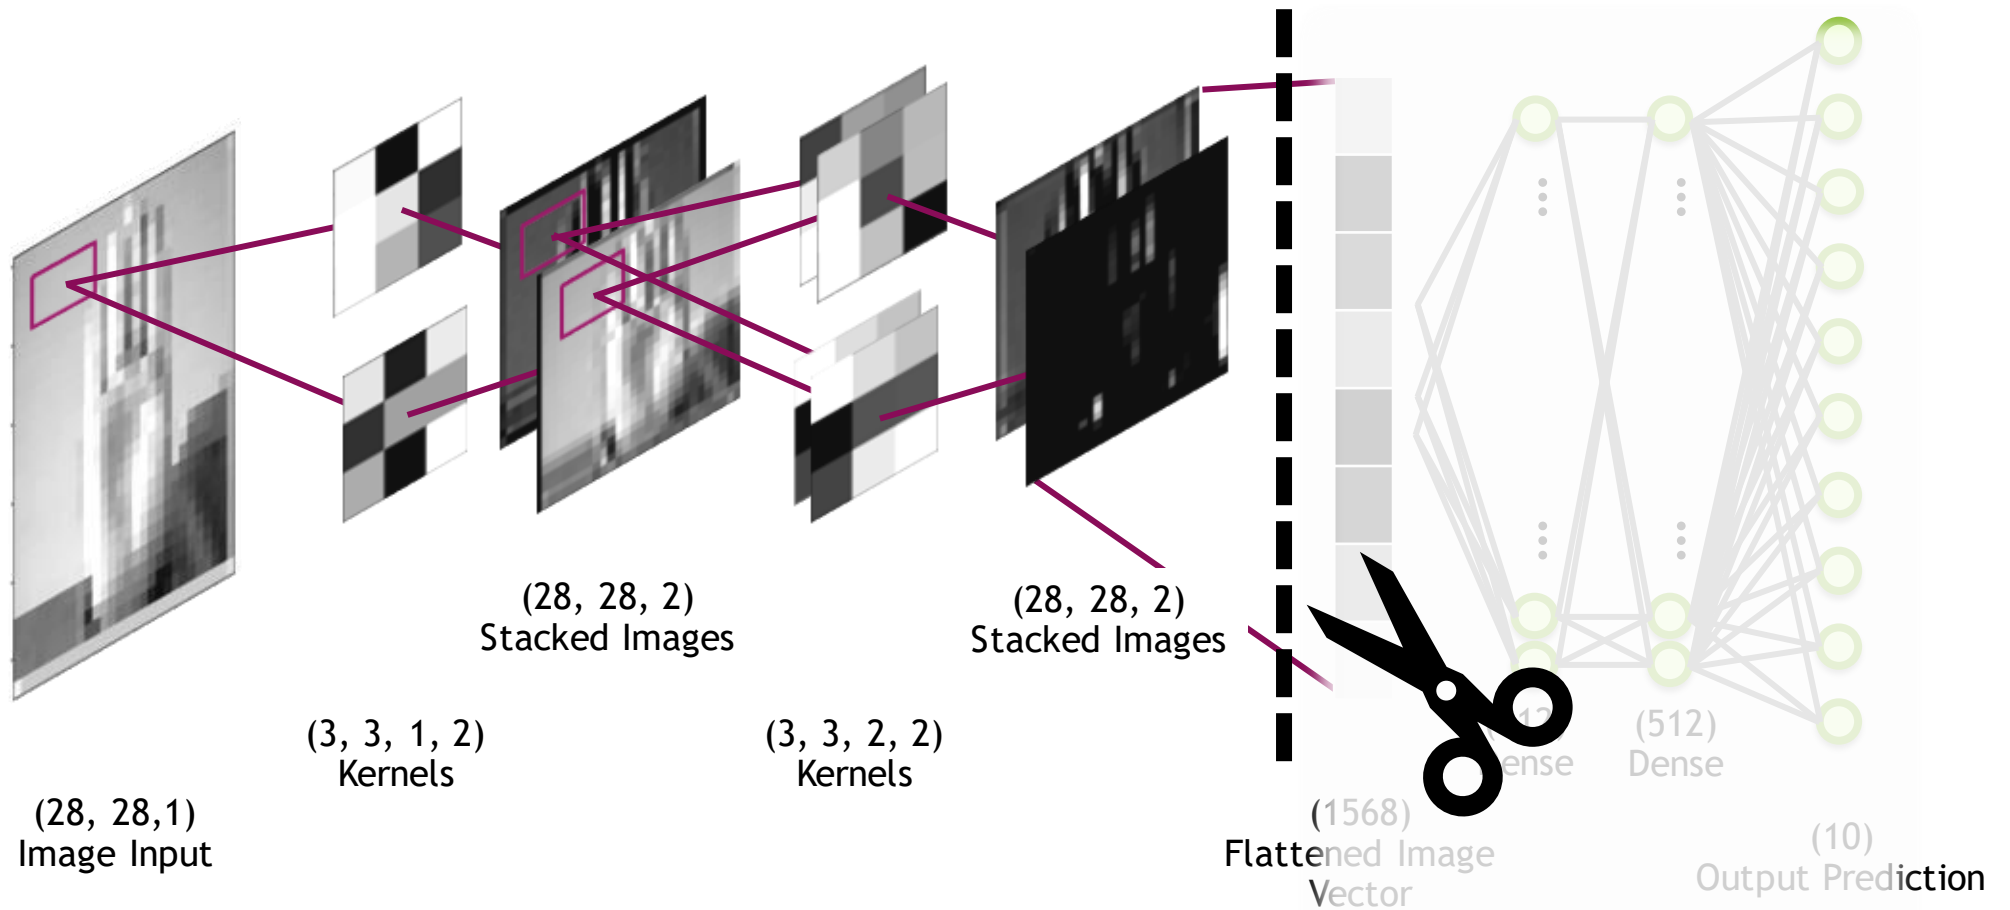 (28, 28, 2)
Stacked Images
(28, 28, 2)
Stacked Images
(3, 3, 1, 2)
Kernels
(3, 3, 2, 2)
Kernels
(512)
Dense
(28, 28,1)
Image Input
(1568)
Flattened Image
Vector
(10)
Output Prediction